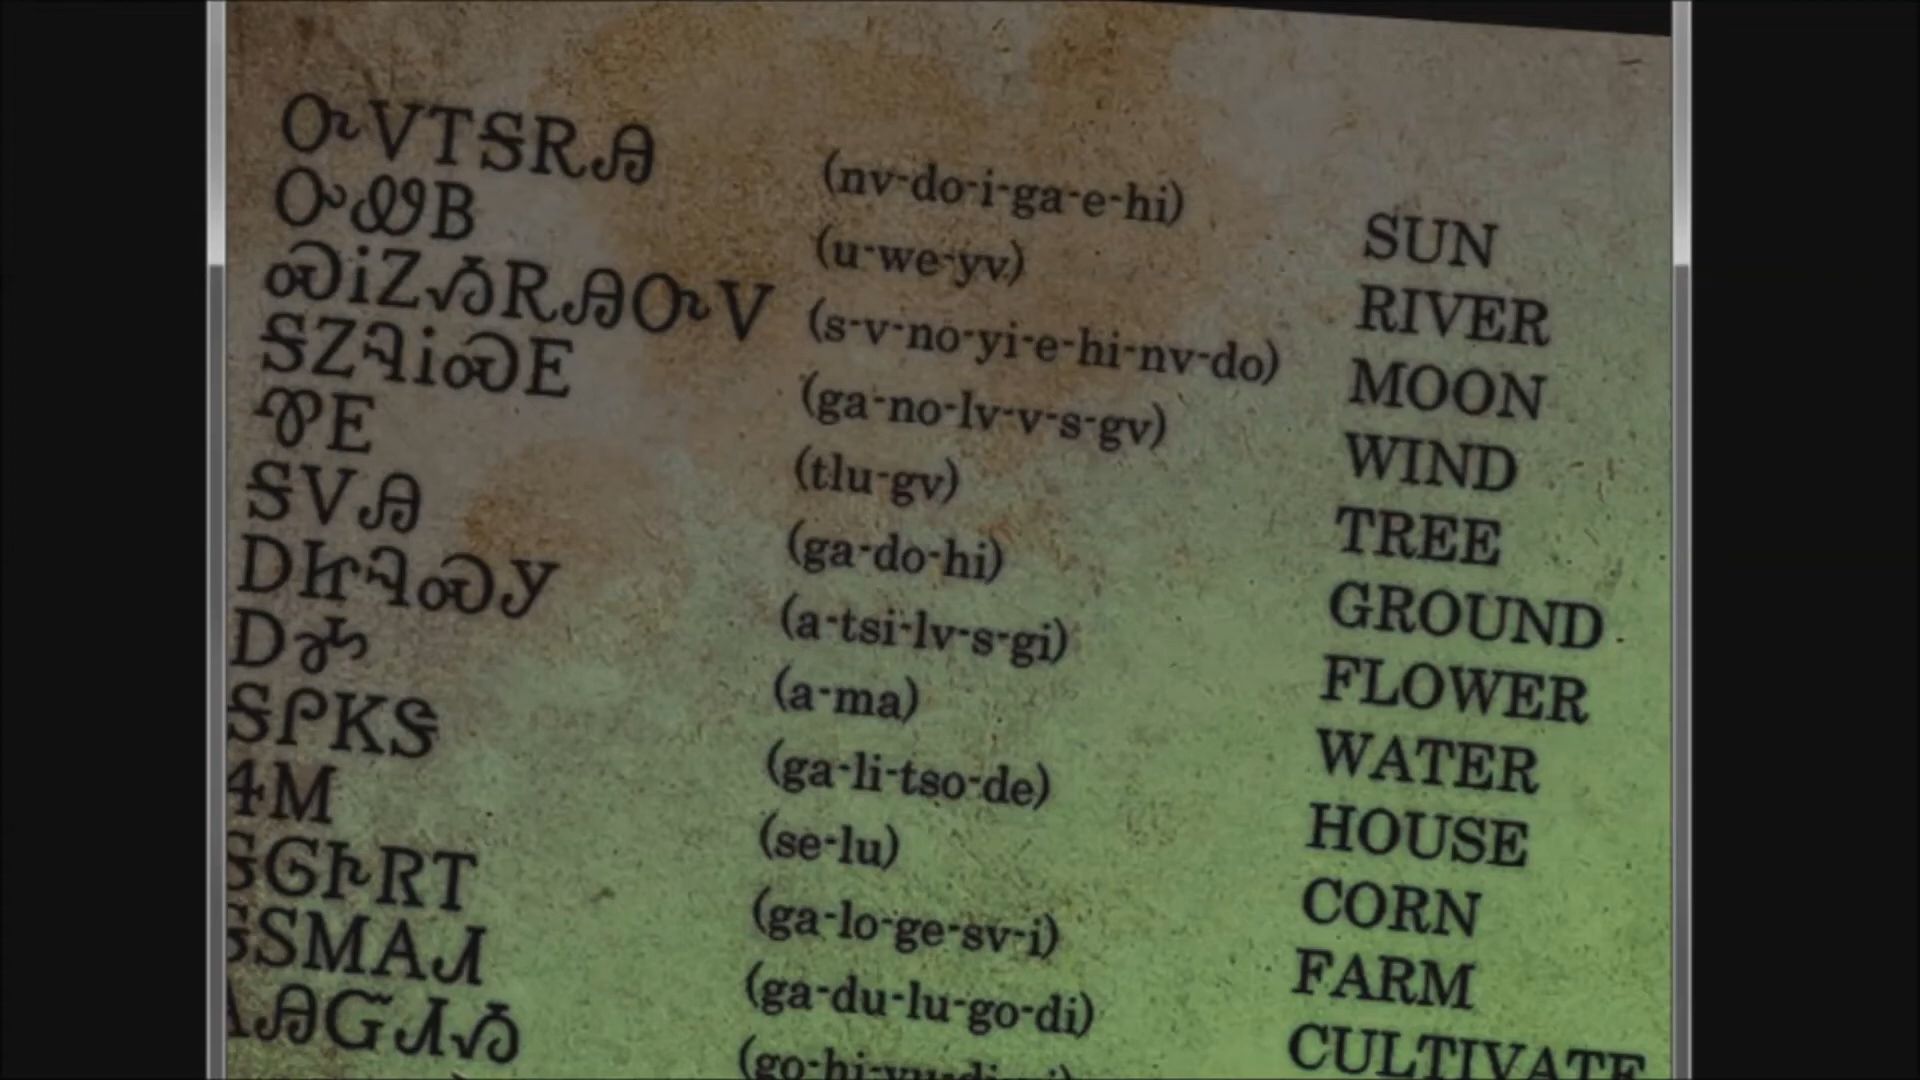 ᏅᏙᎢᎦᎡᎯ (nv-do-i-ga-e-hi) SUN
ᎤᏪᏴ (u-we-yv) RIVER
ᏍᎥᏃᏱᎡᎯᏅᏙ (s-v-no-yi-e-hi-nv-do) MOON
ᎦᏃᎸᎥᏍᎬ (ga-no-lv-v-s-gv) WIND
ᏡᎬ (tlu-gv) TREE
ᎦᏙᎯ (ga-do-hi) GROUND
ᎠᏥᎸᏍᎩ (a-tsi-lv-s-gi) FLOWER
ᎠᎹ (a-ma) WATER
ᎦᎵᏦᏕ (ga-li-tso-de) HOUSE
ᏎᎷ (se-lu) CORN
ᎦᎶᎨᏒᎢ (ga-lo-ge-sv-i) FARM
ᎦᏚᎷᎪᏗ (ga-du-lu-go-di) CULTIVATE
ᎪᎯᏳᏗᏱ